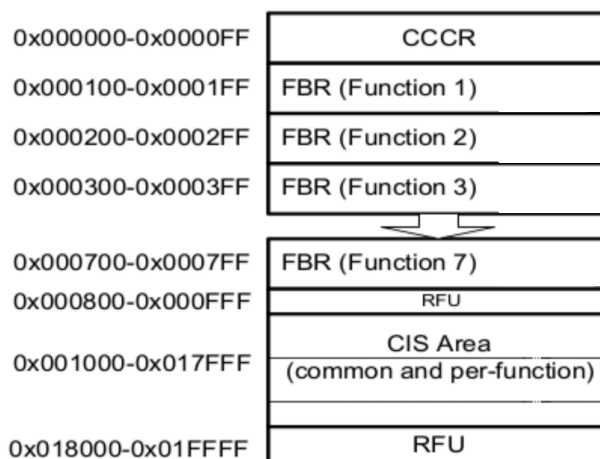 0x000000-0x0000FF CCCR
0x000100-0x0001FF FBR (Function 1)
0x000200-0x0002FF FBR (Function 2)
0x000300-0x0003FF FBR (Function 3)
0x000700-0x0007FF FBR (Function 7)
0x000800-0x000FFF RFU
CIS Area
0x001000-0x017FFF (common and per-function)
0x018000-0x01FFFF RFU